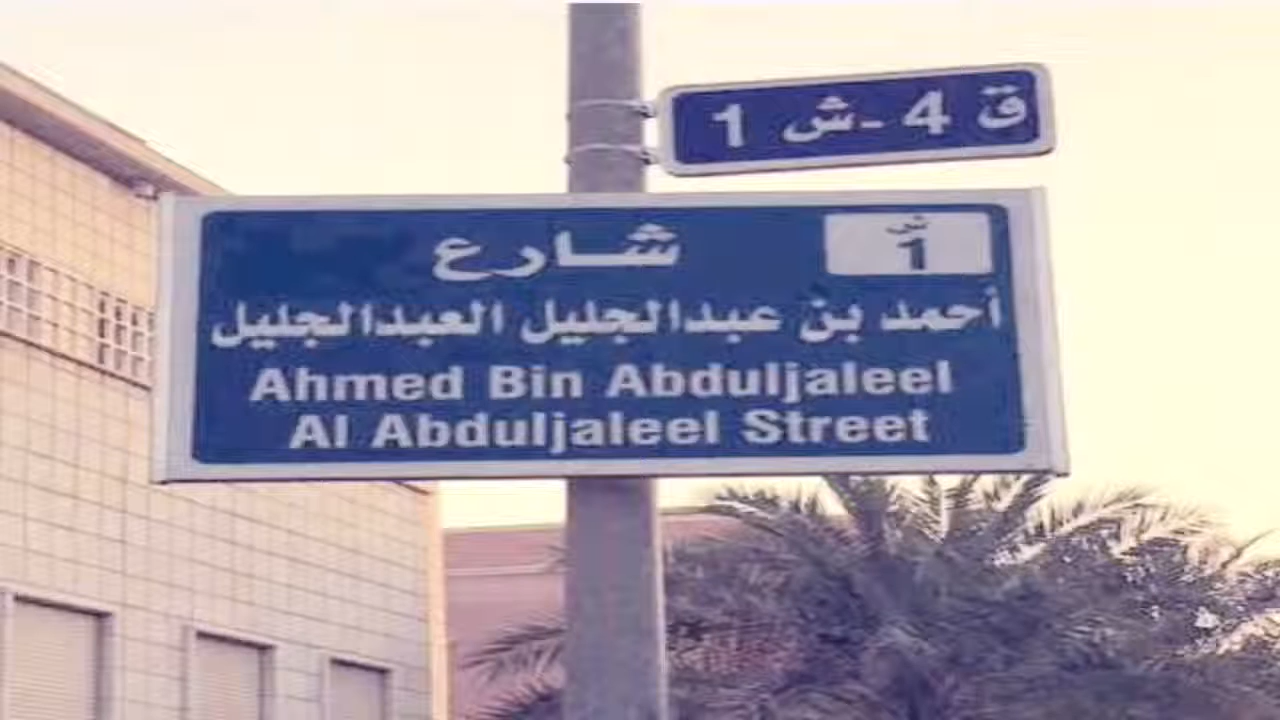 ق 4 - ش 1
ش
1
شارع
أحمد بن عبدالجليل العبدالجليل
Ahmed Bin Abduljaleel
Al Abduljaleel Street